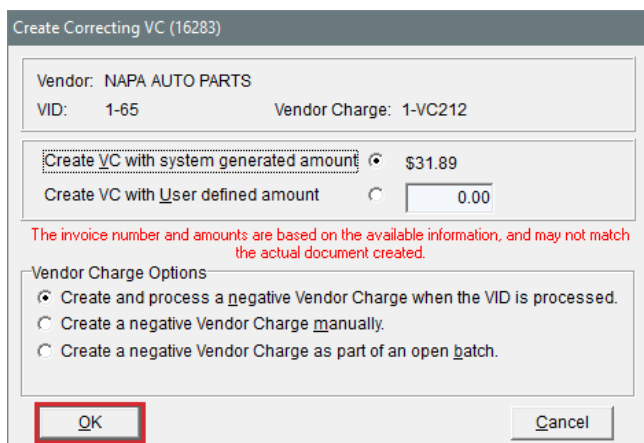 Create Correcting VC (16283)
Vendor: NAPA AUTO PARTS
VID: 1-65 Vendor Charge: 1-VC212
Create VC with system generated amount $31.89
Create VC with User defined amount 0.00
The invoice number and amounts are based on the available information, and may not match
the actual document created.
Vendor Charge Options
Create and process a negative Vendor Charge when the VID is processed.
Create a negative Vendor Charge manually.
Create a negative Vendor Charge as part of an open batch.
OK Cancel